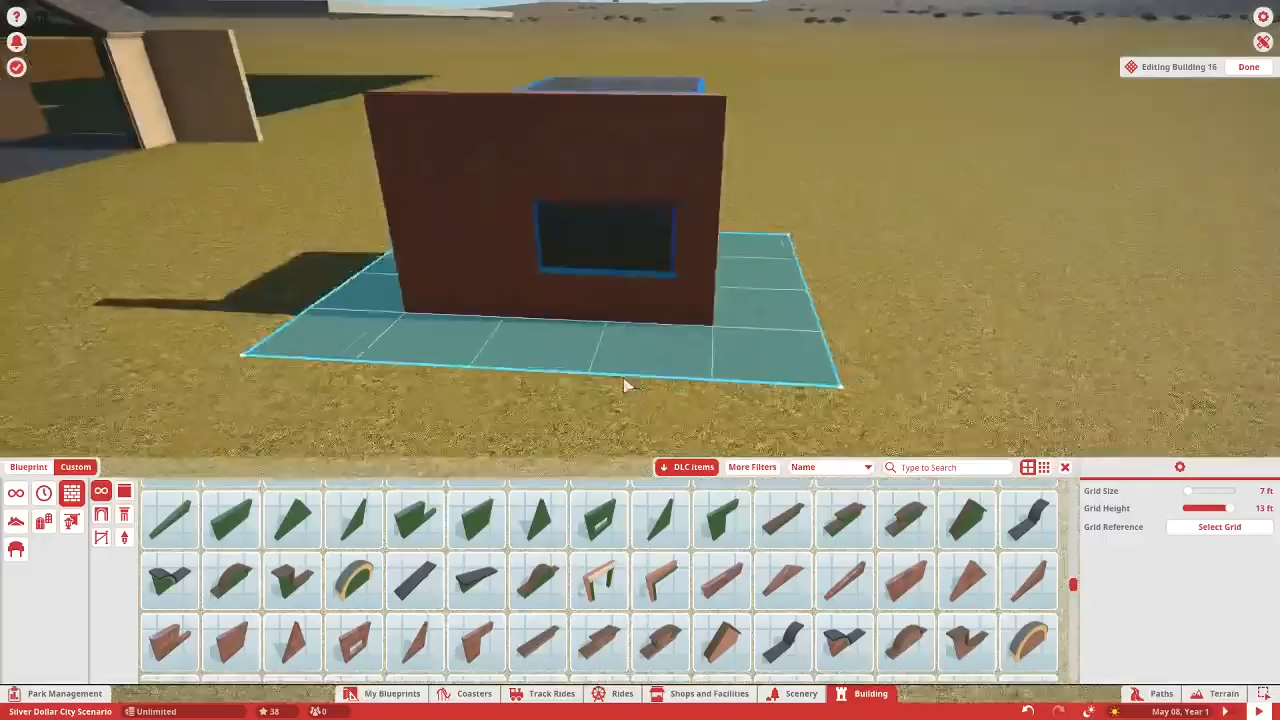 ?
Editing Building 16 Done
Blueprint Custom DLC Items More Filters Name Type to Search
Grid Size 7 ft
Grid Height 13 ft
Grid Reference Select Grid
Park Management My Blueprints Coasters Track Rides Rides Shops and Facilities Scenery Building Paths Terrain
Silver Dollar City Scenario Unlimited 38 0 May 08, Year 1